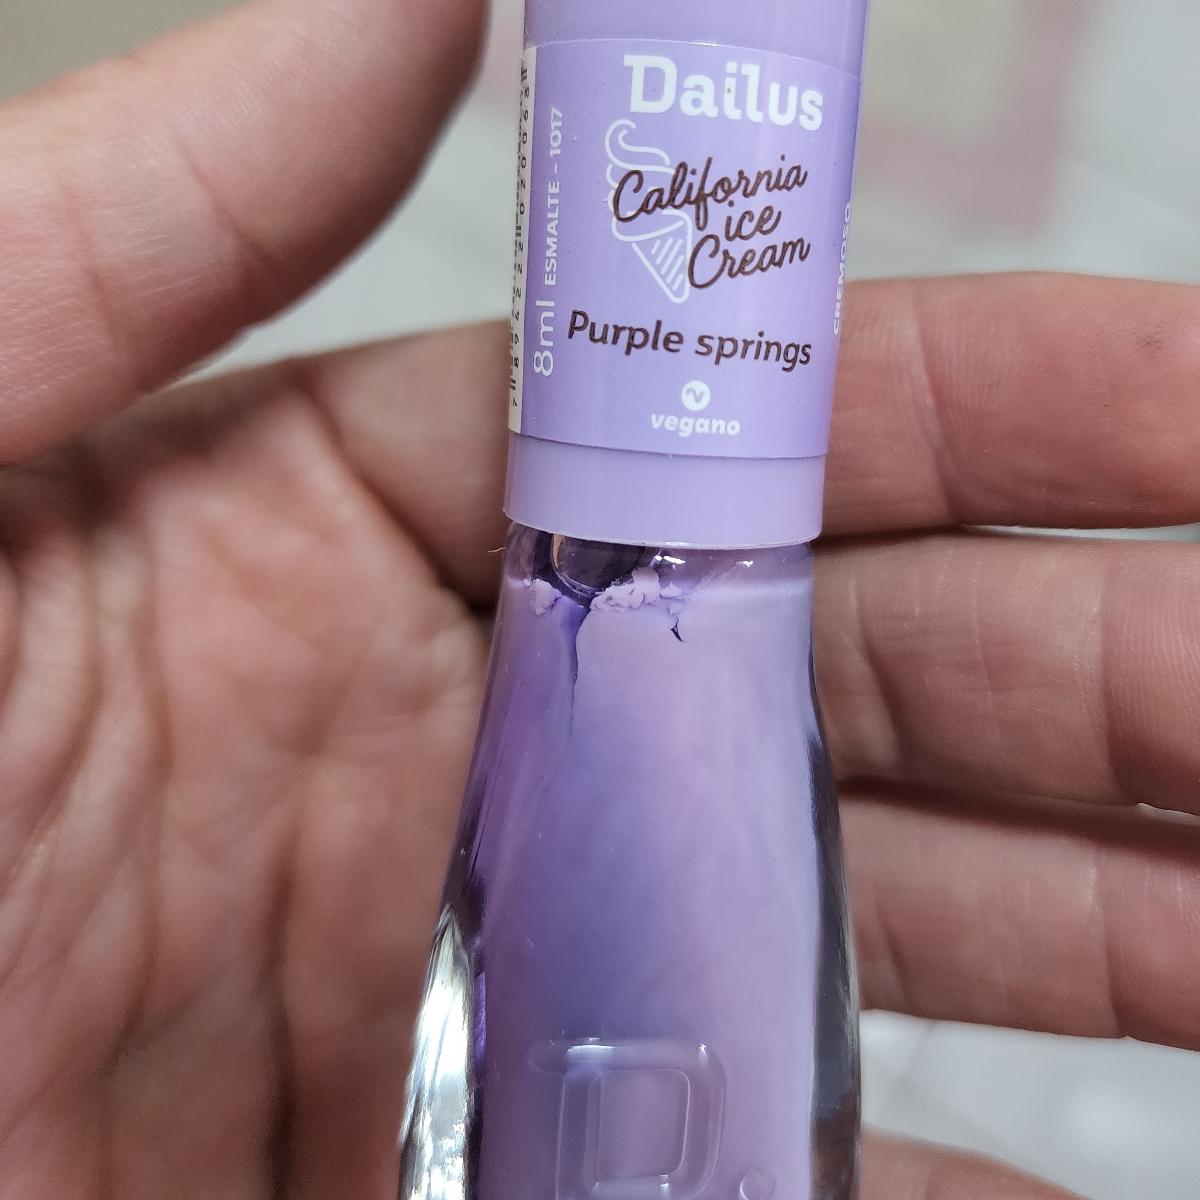 Dailus
California
ice
Cream
Purple springs
vegano
8ml ESMALTE - 1017
CREMOSO
D.